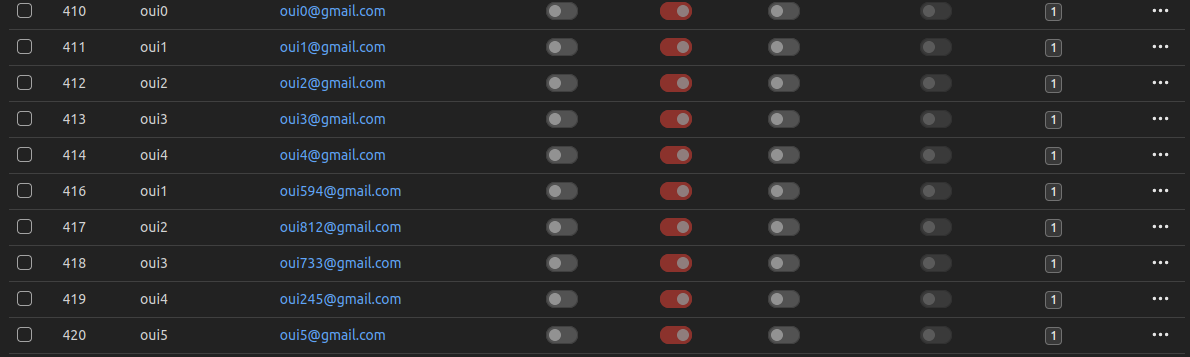 410 oui0 oui0@gmail.com 1 ...
411 oui1 oui1@gmail.com 1 ...
412 oui2 oui2@gmail.com 1 ...
413 oui3 oui3@gmail.com 1 ...
414 oui4 oui4@gmail.com 1 ...
416 oui1 oui594@gmail.com 1 ...
417 oui2 oui812@gmail.com 1 ...
418 oui3 oui733@gmail.com 1 ...
419 oui4 oui245@gmail.com 1 ...
420 oui5 oui5@gmail.com 1 ...